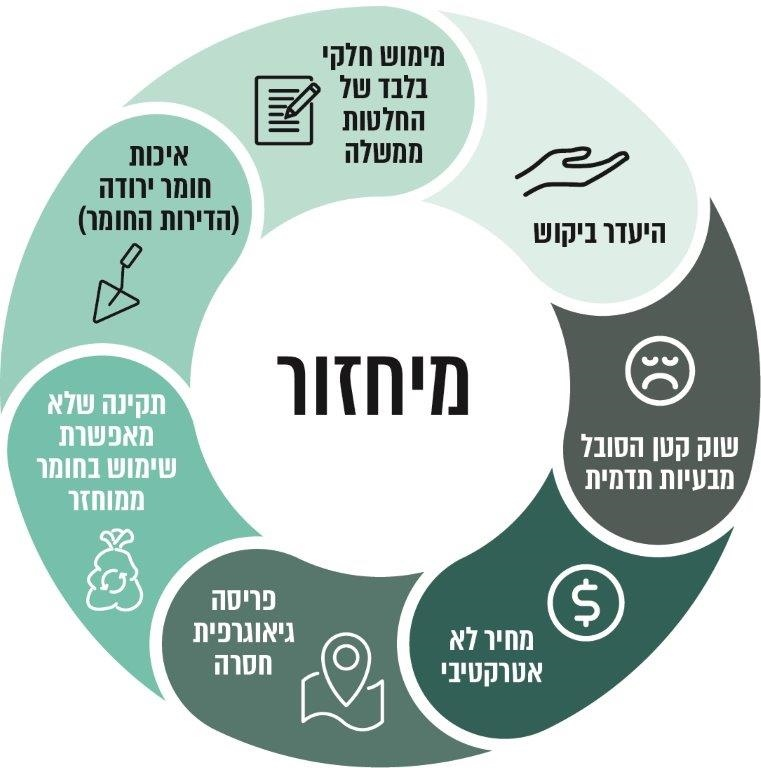 מיחזור
היעדר ביקוש
שוק קטן הסובל
מבעיות תדמית
מחיר לא
אטרקטיבי
פריסה
גיאוגרפית
חסרה
תקינה שלא
מאפשרת
שימוש בחומר
ממוחזר
איכות
חומר ירודה
(הדירות החומר)
מימוש חלקי
בלבד של
החלטות
ממשלה
$